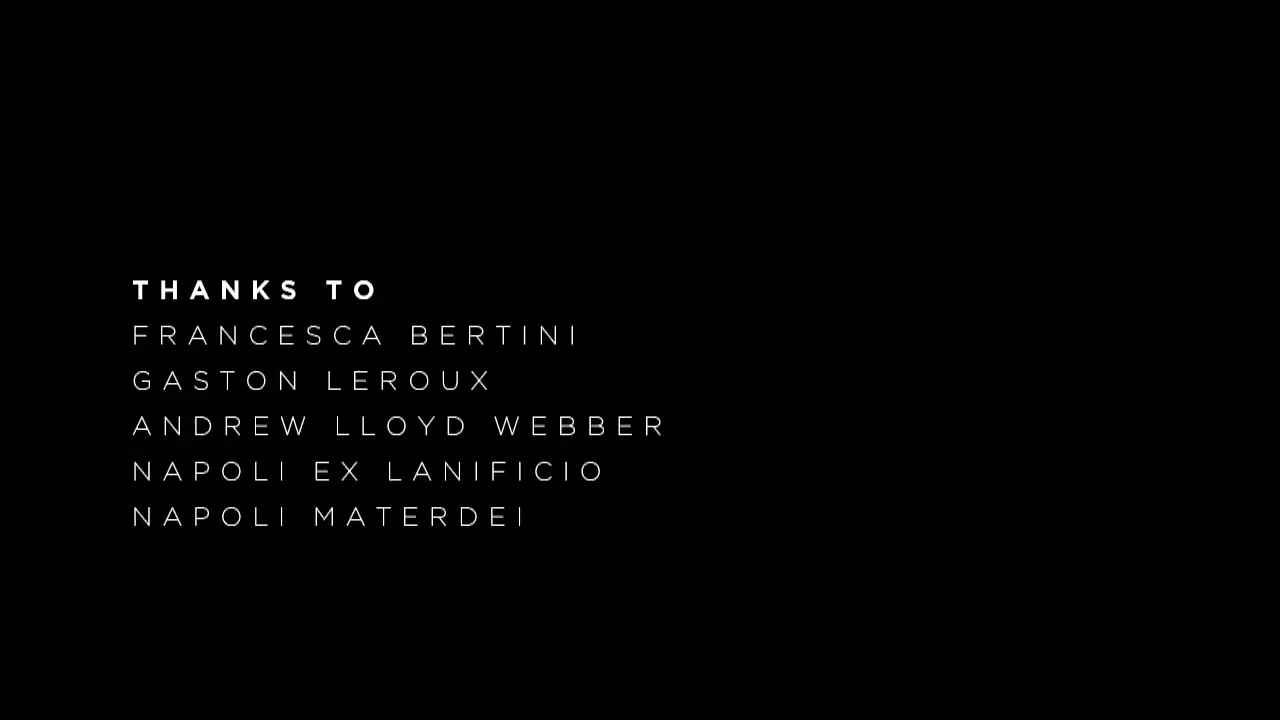 THANKS TO
FRANCESCA BERTINI
GASTON LEROUX
ANDREW LLOYD WEBBER
NAPOLI EX LANIFICIO
NAPOLI MATERDEI